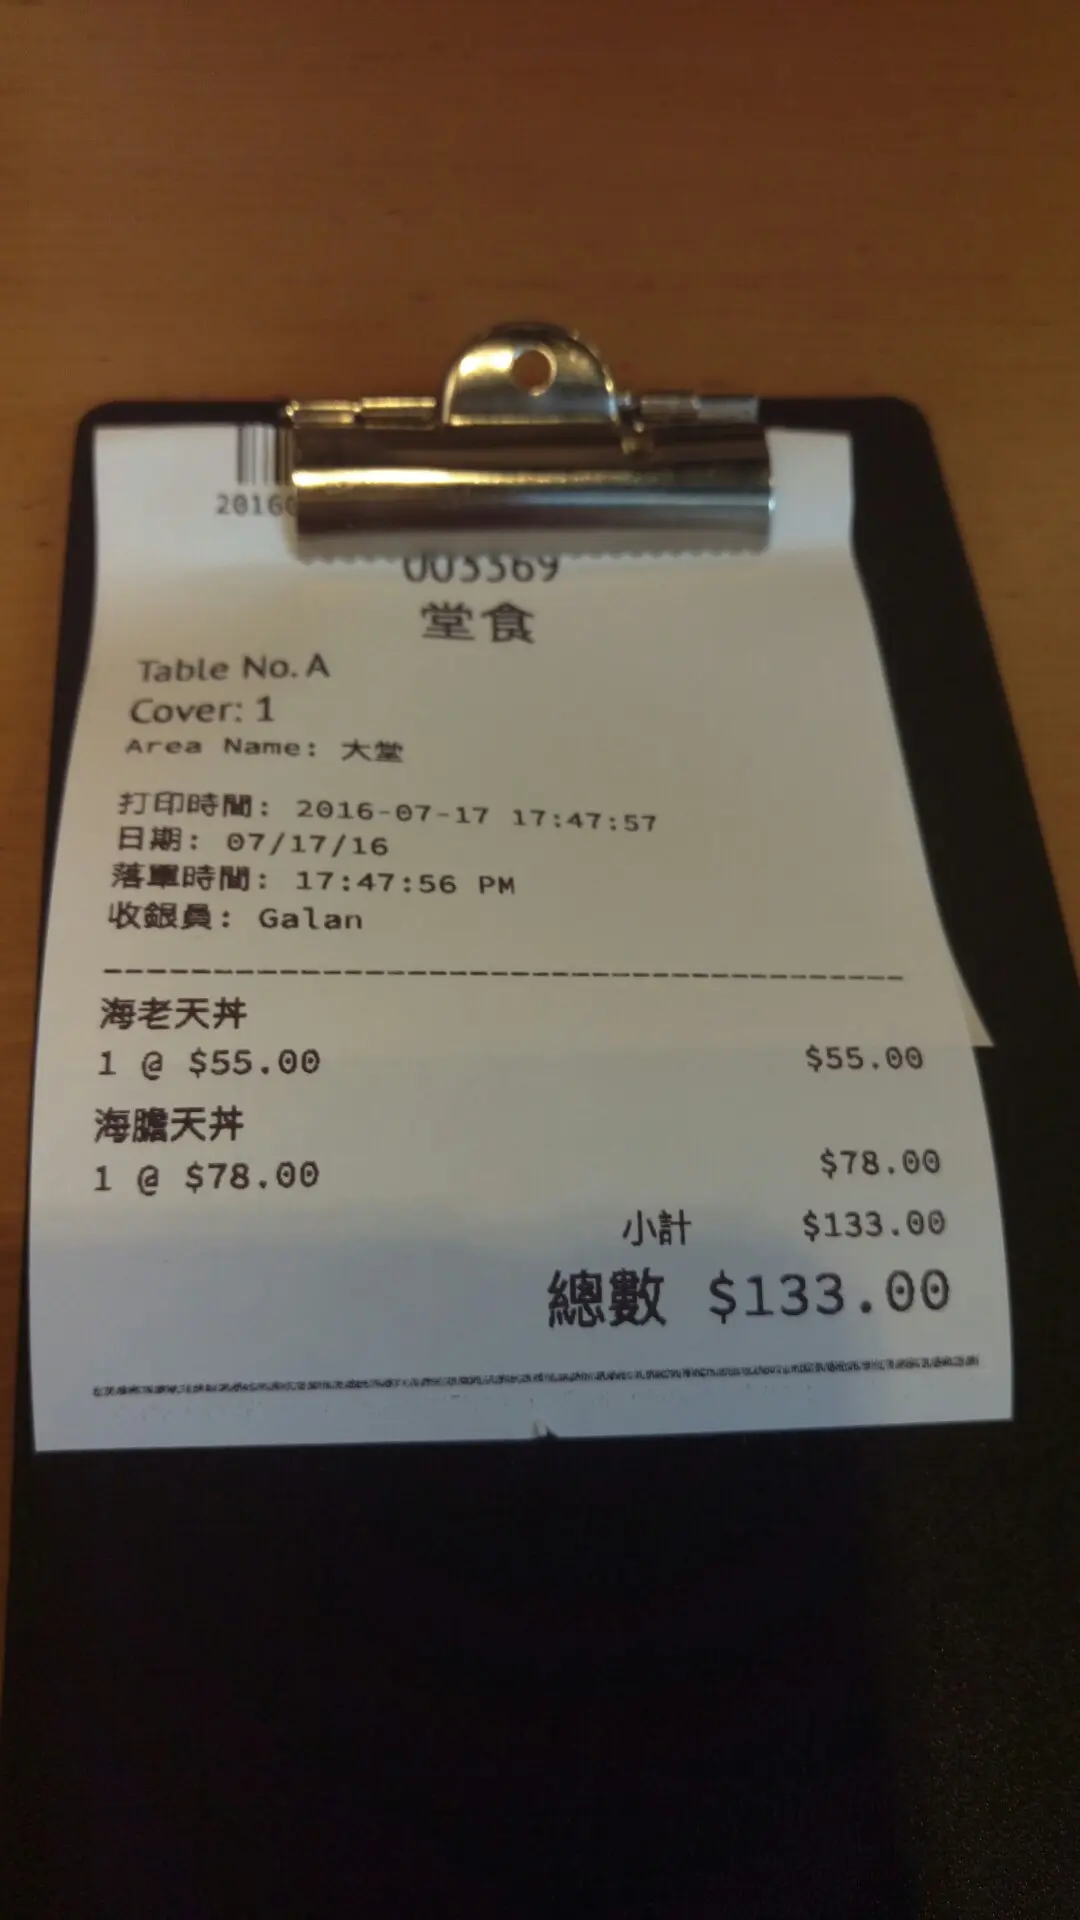 20160
003369
堂食
Table No. A
Cover: 1
Area Name: 大堂
打印時間: 2016-07-17 17:47:57
日期: 07/17/16
落單時間: 17:47:56 PM
收銀員: Galan
海老天丼
1 @ $55.00 $55.00
海膽天丼
1 @ $78.00 $78.00
小計 $133.00
總數 $133.00